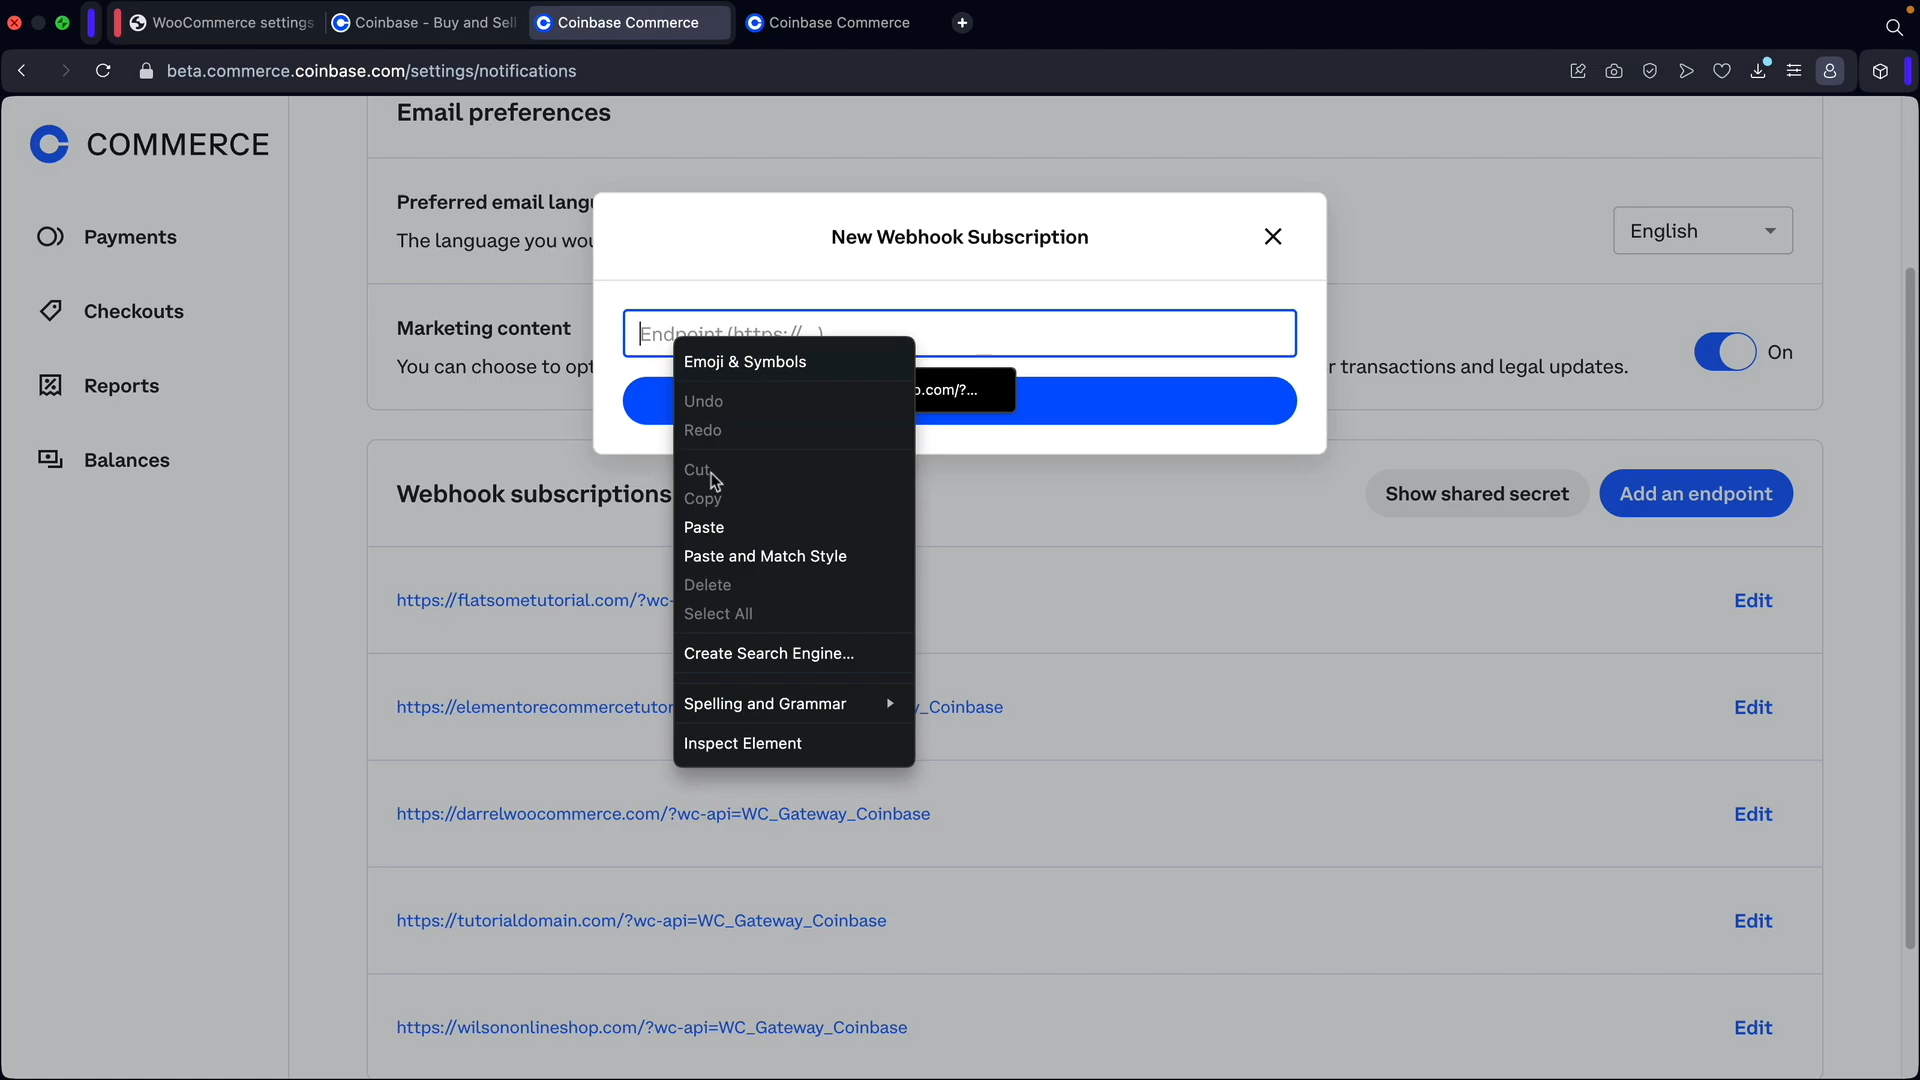 WooCommerce settings
Coinbase - Buy and Sell
Coinbase Commerce
Coinbase Commerce
beta.commerce.coinbase.com/settings/notifications
COMMERCE
Payments
Checkouts
Reports
Balances
Email preferences
Preferred email langu
The language you wou
English
Marketing content
You can choose to opt
r transactions and legal updates.
On
New Webhook Subscription
Endpoint (https://...)
p.com/?...
Emoji & Symbols
Undo
Redo
Cut
Copy
Paste
Paste and Match Style
Delete
Select All
Create Search Engine...
Spelling and Grammar
Inspect Element
Webhook subscriptions
Show shared secret
Add an endpoint
https://flatsometutorial.com/?wc-
Edit
https://elementorecommercetutor
_Coinbase
Edit
https://darrelwoocommerce.com/?wc-api=WC_Gateway_Coinbase
Edit
https://tutorialdomain.com/?wc-api=WC_Gateway_Coinbase
Edit
https://wilsononlineshop.com/?wc-api=WC_Gateway_Coinbase
Edit